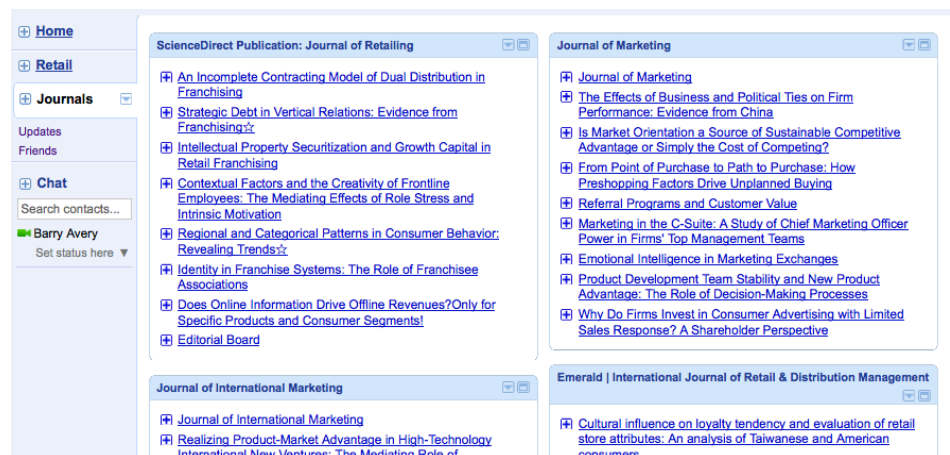 Home
Retail
Journals
Updates
Friends
Chat
Search contacts...
Barry Avery
Set status here ▼
ScienceDirect Publication: Journal of Retailing
An Incomplete Contracting Model of Dual Distribution in
Franchising
Strategic Debt in Vertical Relations: Evidence from
Franchising☆
Intellectual Property Securitization and Growth Capital in
Retail Franchising
Contextual Factors and the Creativity of Frontline
Employees: The Mediating Effects of Role Stress and
Intrinsic Motivation
Regional and Categorical Patterns in Consumer Behavior:
Revealing Trends☆
Identity in Franchise Systems: The Role of Franchisee
Associations
Does Online Information Drive Offline Revenues?Only for
Specific Products and Consumer Segments!
Editorial Board
Journal of Marketing
Journal of Marketing
The Effects of Business and Political Ties on Firm
Performance: Evidence from China
Is Market Orientation a Source of Sustainable Competitive
Advantage or Simply the Cost of Competing?
From Point of Purchase to Path to Purchase: How
Preshopping Factors Drive Unplanned Buying
Referral Programs and Customer Value
Marketing in the C-Suite: A Study of Chief Marketing Officer
Power in Firms' Top Management Teams
Emotional Intelligence in Marketing Exchanges
Product Development Team Stability and New Product
Advantage: The Role of Decision-Making Processes
Why Do Firms Invest in Consumer Advertising with Limited
Sales Response? A Shareholder Perspective
Journal of International Marketing
Journal of International Marketing
Realizing Product-Market Advantage in High-Technology
International New Ventures: The Mediating Role of
Emerald | International Journal of Retail & Distribution Management
Cultural influence on loyalty tendency and evaluation of retail
store attributes: An analysis of Taiwanese and American
consumers